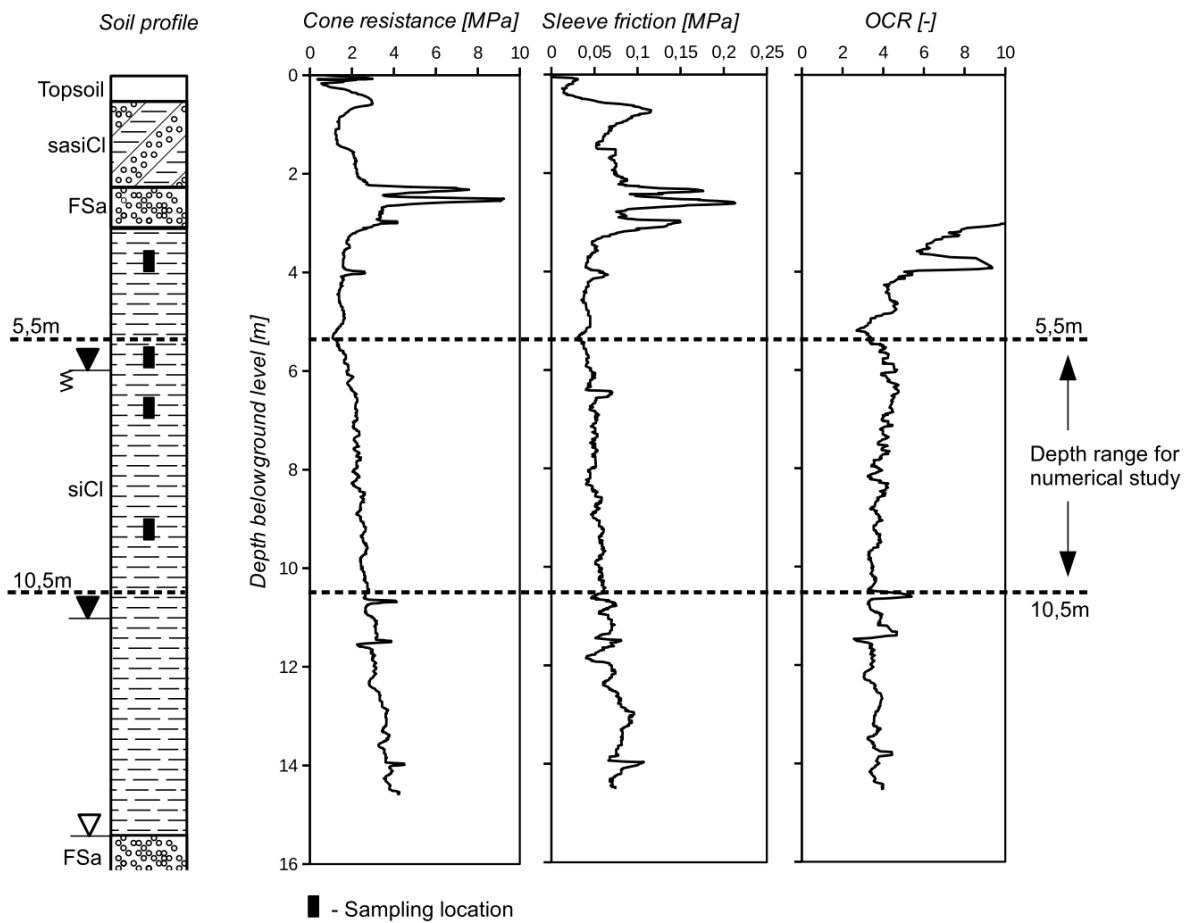 Soil profile
Cone resistance [MPa]
Sleeve friction [MPa]
OCR [-]
0 2 4 6 8 10
0 0,05 0,1 0,15 0,2 0,25
2 4 6 8 10
Topsoil
sasiCl
FSa
5,5m
siCl
10,5m
FSa
Depth belowground level [m]
0
2
4
6
8
10
12
14
16
5,5m
Depth range for
numerical study
10,5m
- Sampling location